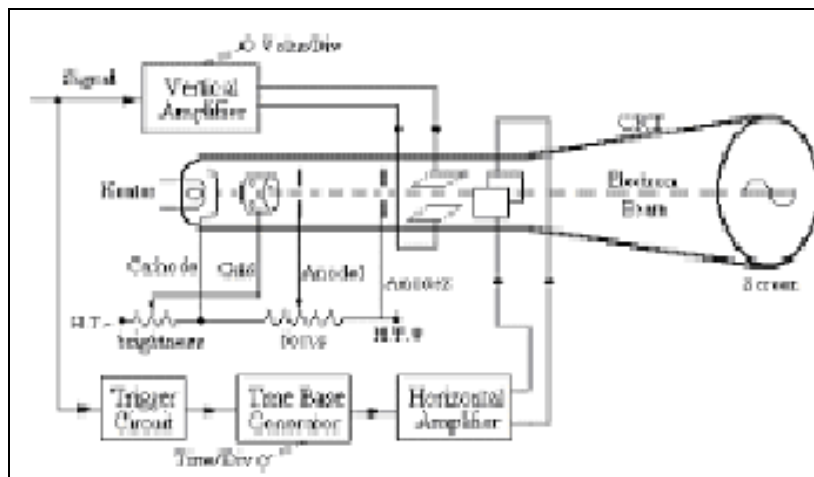 Volts/Div
Signal
Vertical
Amplifier
CRT
Heater
Electron
Beam
Cathode
Grid
Anode1
Anode2
Screen
H.T.-
brightness
focus
H.T.+
Trigger
Circuit
Time Base
Generator
Horizontal
Amplifier
Time/Div